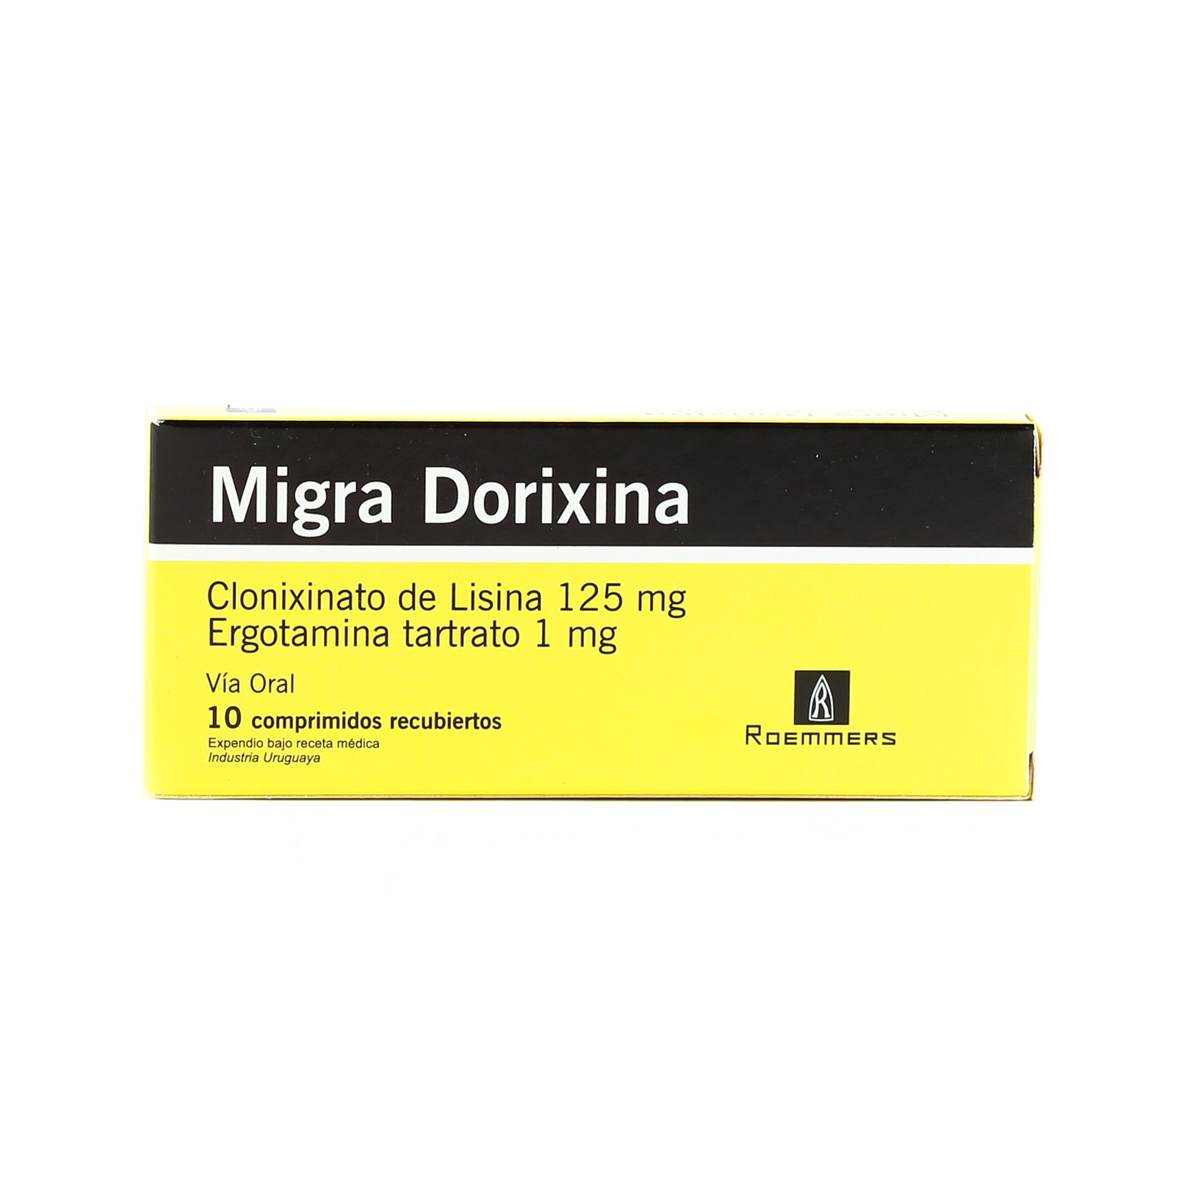 Migra Dorixina
Clonixinato de Lisina 125 mg
Ergotamina tartrato 1 mg
Vía Oral
10 comprimidos recubiertos
Expendio bajo receta médica
Industria Uruguaya
R
ROEMMERS